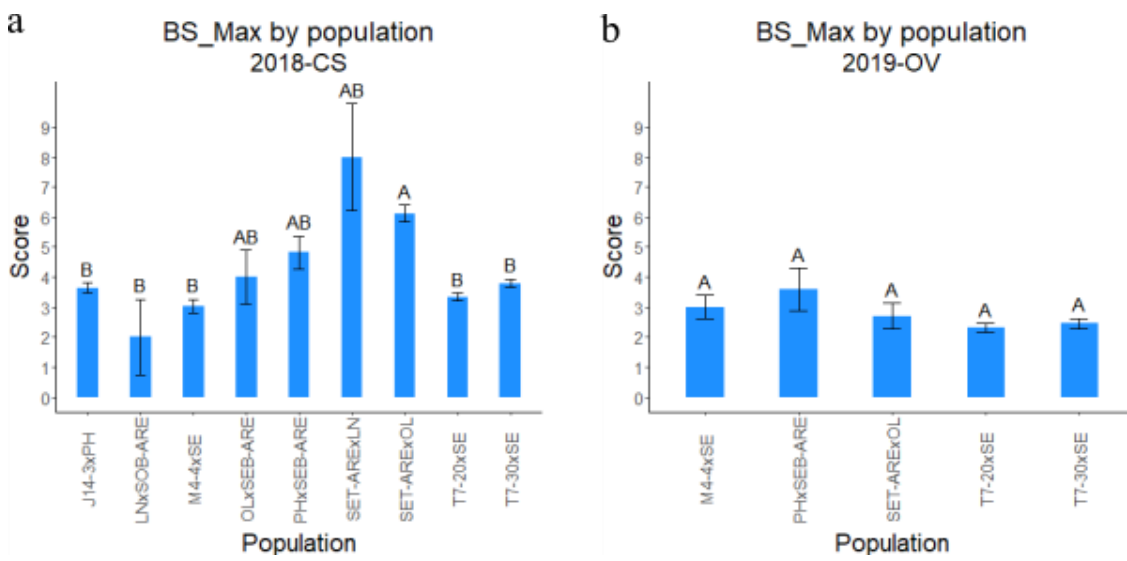 a
BS_Max by population
2018-CS
AB
A
AB
AB
B
B
B
B
B
9
8
7
6
5
4
3
2
1
0
Score
J14-3xPH
LNxSOB-ARE
M4-4xSE
OLxSEB-ARE
PHxSEB-ARE
SET-ARExLN
SET-ARExOL
T7-20xSE
T7-30xSE
Population
b
BS_Max by population
2019-OV
A
A
A
A
A
9
8
7
6
5
4
3
2
1
0
Score
M4-4xSE
PHxSEB-ARE
SET-ARExOL
T7-20xSE
T7-30xSE
Population